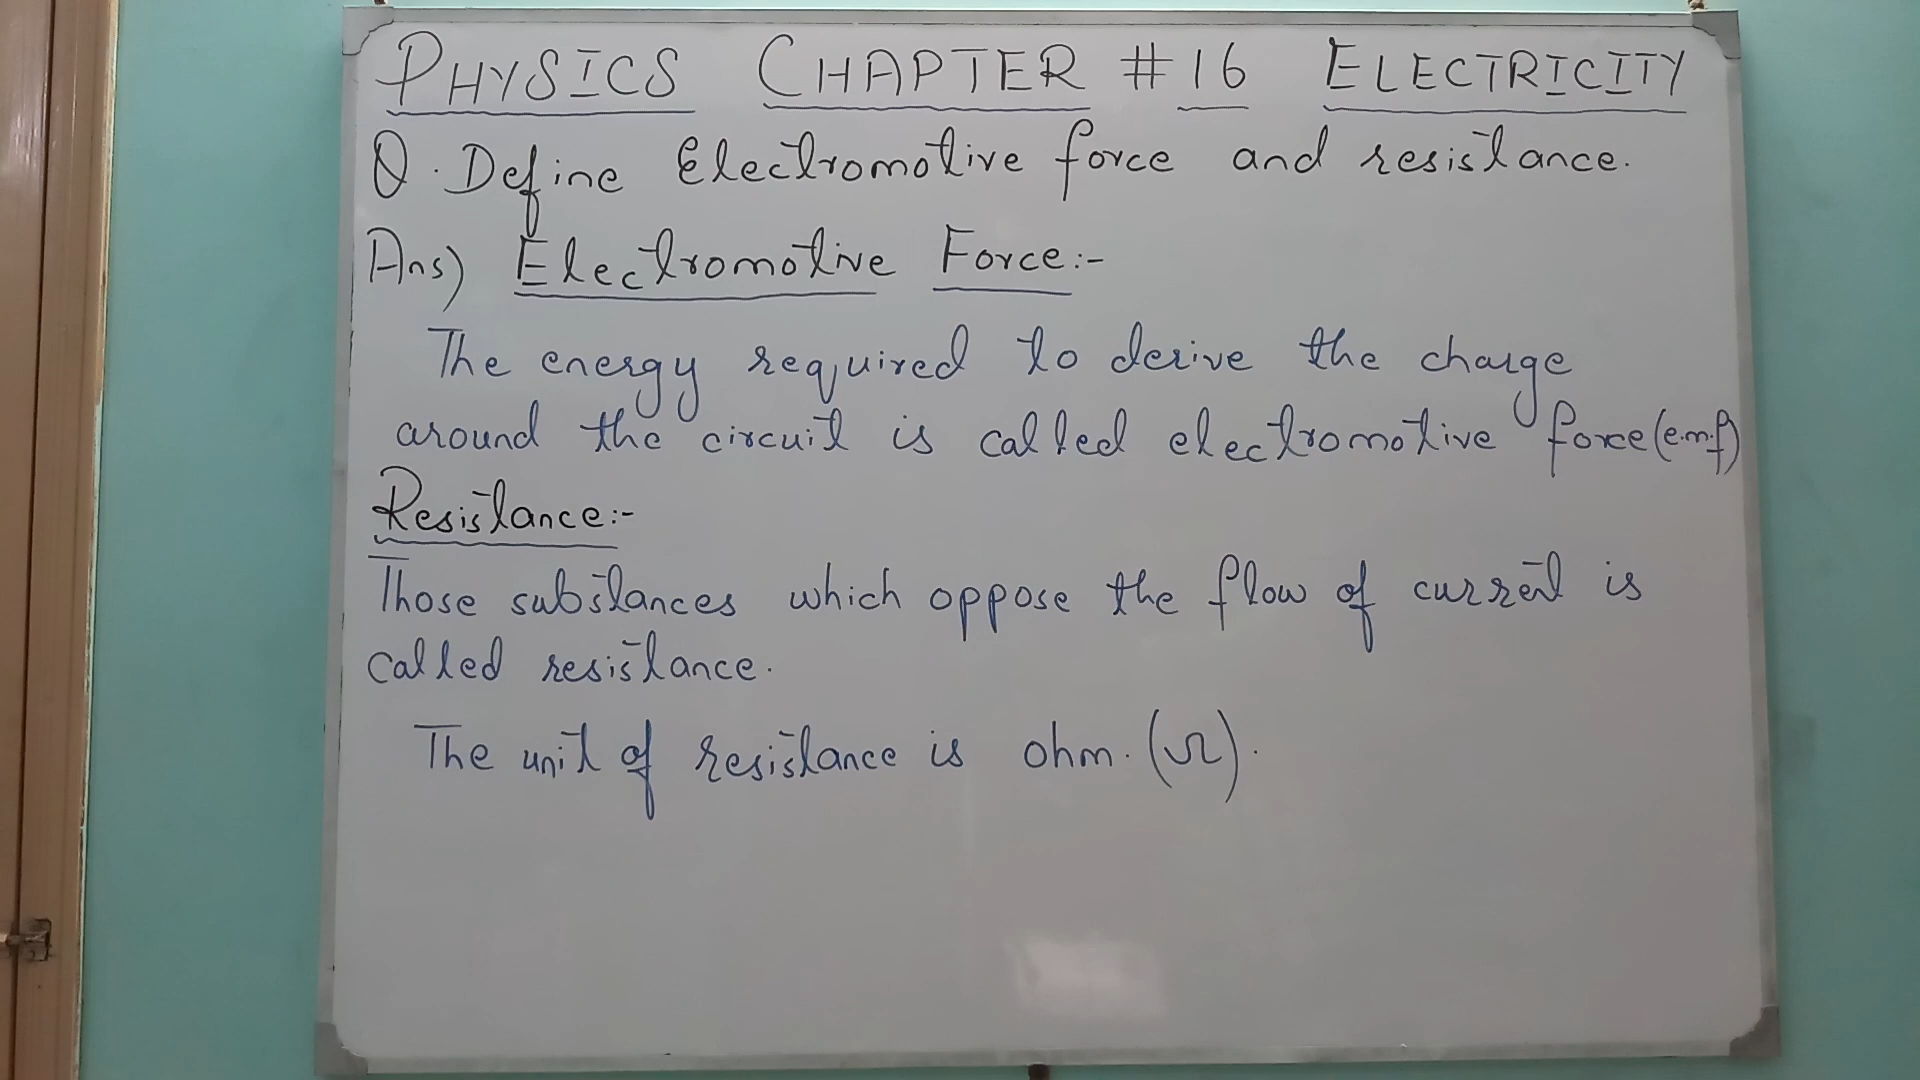 PHYSICS CHAPTER #16 ELECTRICITY
Q. Define Electromotive force and resistance.
Ans) Electromotive Force:-
The energy required to derive the charge
around the circuit is called electromotive force (e.m.f)
Resistance:-
Those substances which oppose the flow of current is
called resistance.
The unit of resistance is ohm. (Ω).